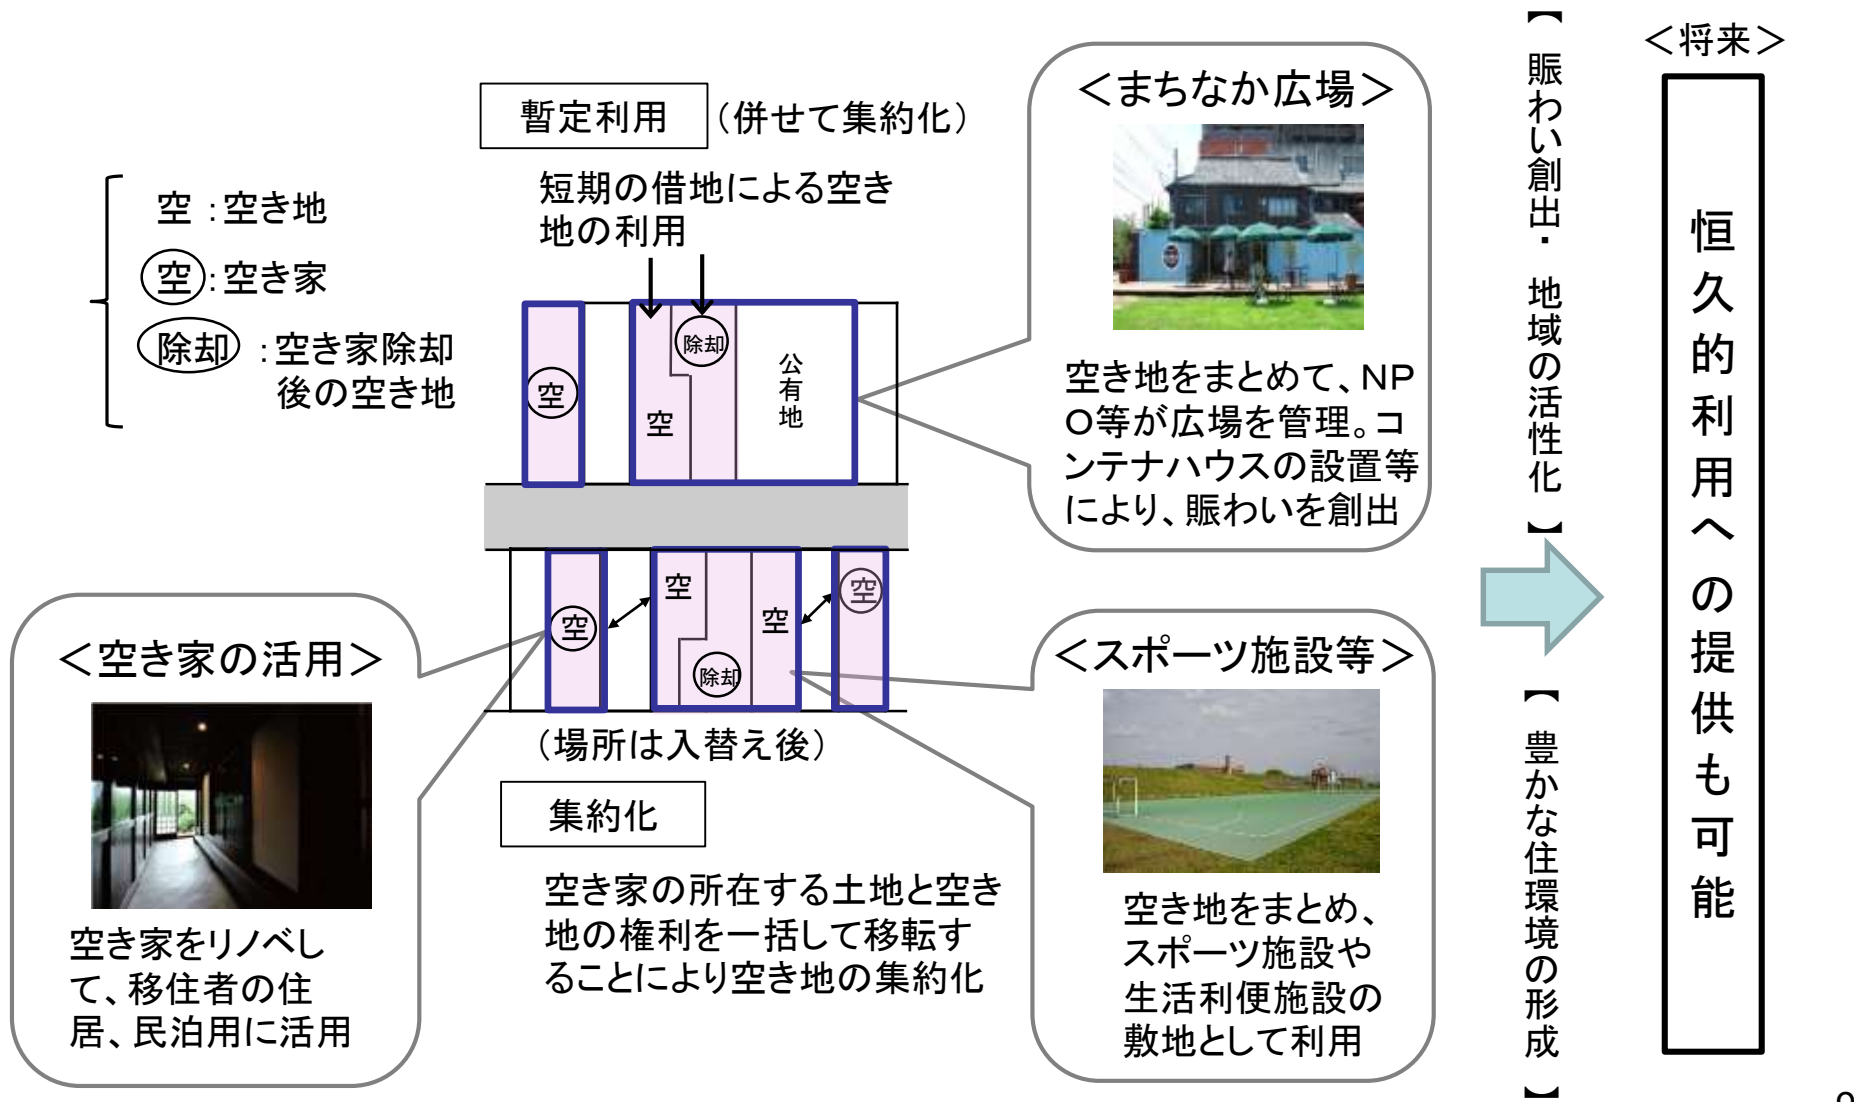 空 ：空き地
空：空き家
除却 ：空き家除却
後の空き地
暫定利用
（併せて集約化）
短期の借地による空き
地の利用
空
空
除却
公有地
＜まちなか広場＞
空き地をまとめて、ＮＰ
Ｏ等が広場を管理。コ
ンテナハウスの設置等
により、賑わいを創出
空
空
除却
空
空
（場所は入替え後）
集約化
空き家の所在する土地と空き
地の権利を一括して移転す
ることにより空き地の集約化
＜空き家の活用＞
空き家をリノベし
て、移住者の住
居、民泊用に活用
＜スポーツ施設等＞
空き地をまとめ、
スポーツ施設や
生活利便施設の
敷地として利用
【 賑わい創出・ 地域の活性化 】
【 豊かな住環境の形成 】
＜将来＞
恒久的利用への提供も可能